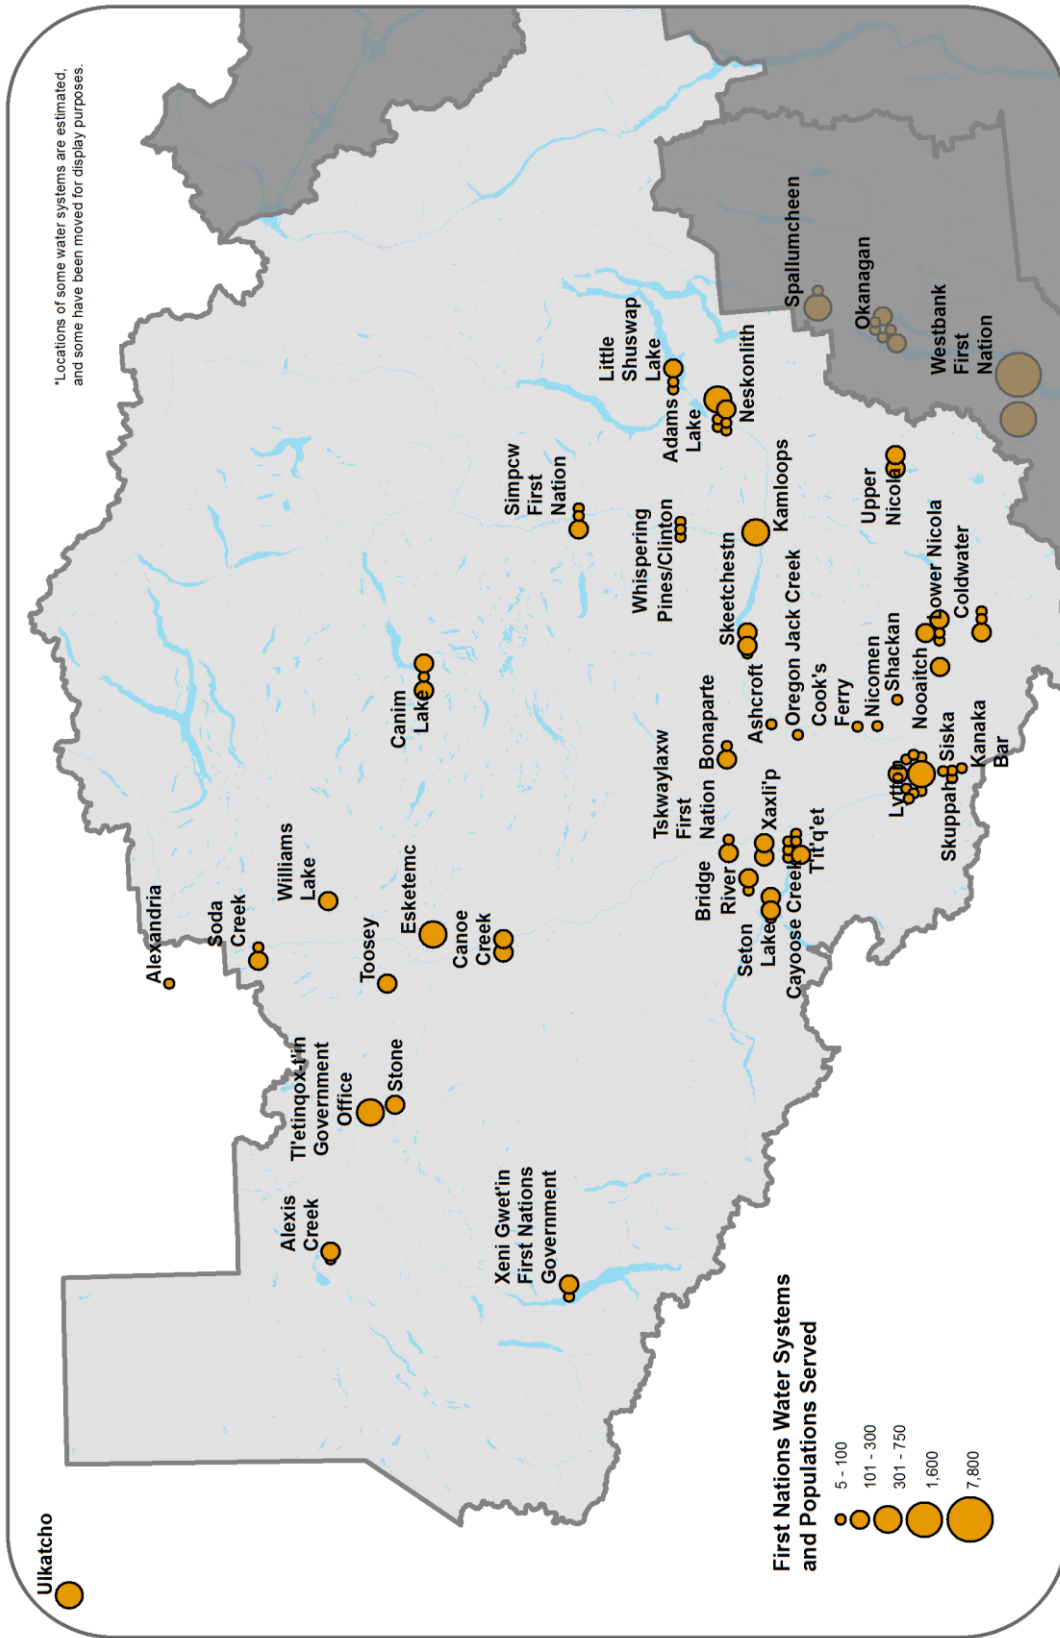 *Locations of some water systems are estimated,
and some have been moved for display purposes.
Ulkatcho
Alexandria
Soda
Creek
Williams
Lake
Alexis
Creek
Tl'etinqox-t'in
Government
Office
Stone
Toosey
Esketemc
Canoe
Creek
Canim
Lake
Xeni Gwet'in
First Nations
Government
Simpcw
First
Nation
Little
Shuswap
Lake
Adams
Lake
Neskonlith
Whispering
Pines/Clinton
Kamloops
Skeetchestn
Tskwaylaxw
First
Nation
Bonaparte
Ashcroft
Oregon Jack Creek
Cook's
Ferry
Nicomen
Shackan
Nooaitch
Lower Nicola
Coldwater
Upper
Nicola
Bridge
River
Seton
Lake
Xaxli'p
Cayoose Creek
T'it'q'et
Lytton
Siska
Skuppah
Kanaka
Bar
Spallumcheen
Okanagan
Westbank
First
Nation
First Nations Water Systems
and Populations Served
5 - 100
101 - 300
301 - 750
1,600
7,800